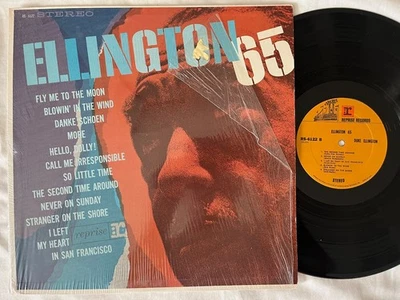 STEREO
ELLINGTON '65
FLY ME TO THE MOON
BLOWIN' IN THE WIND
DANKE SCHOEN
MORE
HELLO, DOLLY!
CALL ME IRRESPONSIBLE
SO LITTLE TIME
THE SECOND TIME AROUND
NEVER ON SUNDAY
STRANGER ON THE SHORE
I LEFT
MY HEART
IN SAN FRANCISCO
reprise
REPRISE RECORDS
ELLINGTON 65
DUKE ELLINGTON
STEREO